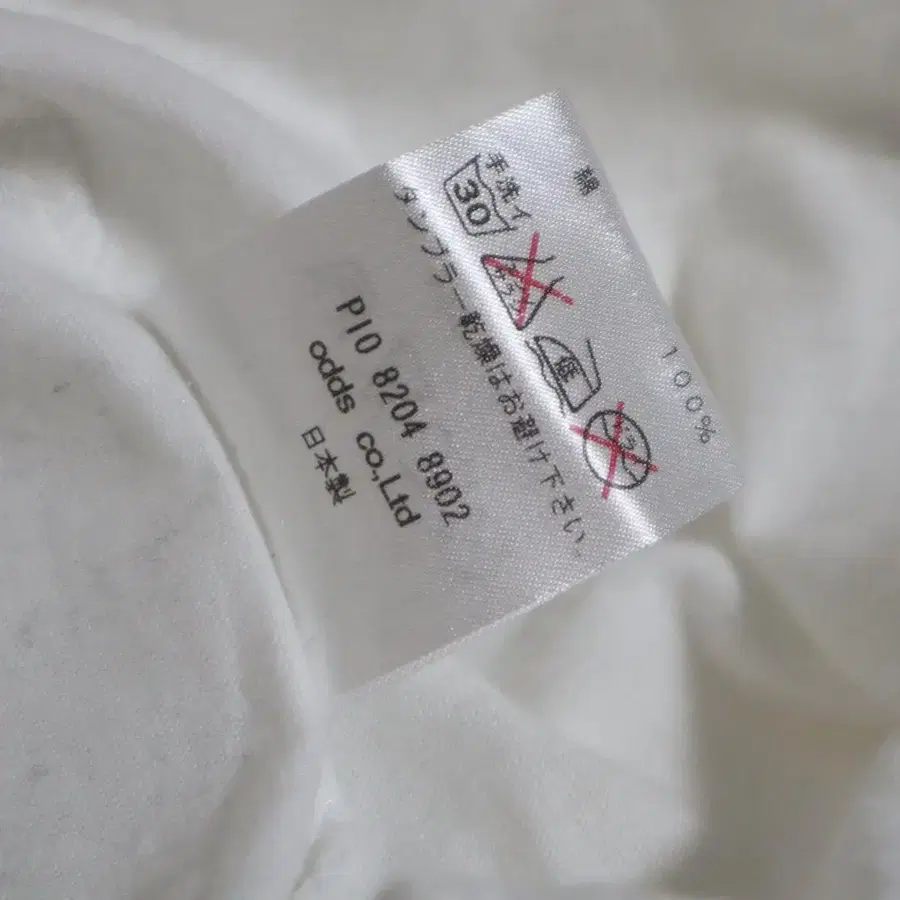 綿 100%
手洗イ
30
低
タンブラー乾燥はお避け下さい。
PIO 8204 8902
odds co.,Ltd
日本製